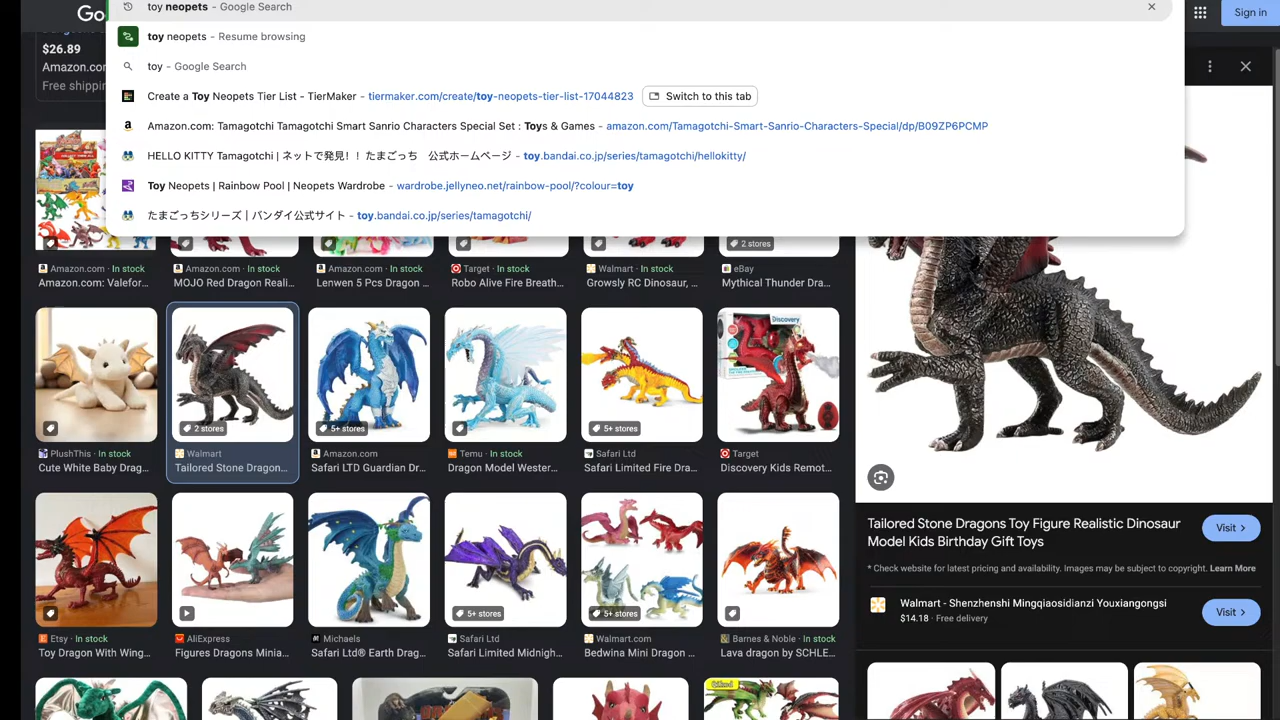 Go
toy neopets - Google Search
Sign in
toy neopets - Resume browsing
toy - Google Search
Create a Toy Neopets Tier List - TierMaker - tiermaker.com/create/toy-neopets-tier-list-17044823 Switch to this tab
Amazon.com: Tamagotchi Tamagotchi Smart Sanrio Characters Special Set : Toys & Games - amazon.com/Tamagotchi-Smart-Sanrio-Characters-Special/dp/B09ZP6PCMP
HELLO KITTY Tamagotchi | ネットで発見！！たまごっち 公式ホームページ - toy.bandai.co.jp/series/tamagotchi/hellokitty/
Toy Neopets | Rainbow Pool | Neopets Wardrobe - wardrobe.jellyneo.net/rainbow-pool/?colour=toy
たまごっちシリーズ｜バンダイ公式サイト - toy.bandai.co.jp/series/tamagotchi/
$26.89
Amazon.com
Free shippin
2 stores
Amazon.com · In stock
Amazon.com: Valefor...
Amazon.com · In stock
MOJO Red Dragon Reali...
Amazon.com · In stock
Lenwen 5 Pcs Dragon ...
Target · In stock
Robo Alive Fire Breath...
Walmart · In stock
Growsly RC Dinosaur, ...
eBay
Mythical Thunder Dra...
Discovery
2 stores
5+ stores
5+ stores
PlushThis · In stock
Cute White Baby Drag...
Walmart
Tailored Stone Dragon...
Amazon.com
Safari LTD Guardian Dr...
Temu · In stock
Dragon Model Wester...
Safari Ltd
Safari Limited Fire Dra...
Target
Discovery Kids Remot...
5+ stores
5+ stores
Etsy · In stock
Toy Dragon With Wing...
AliExpress
Figures Dragons Minia...
Michaels
Safari Ltd® Earth Drag...
Safari Ltd
Safari Limited Midnigh...
Walmart.com
Bedwina Mini Dragon ...
Barnes & Noble · In stock
Lava dragon by SCHLE...
Tailored Stone Dragons Toy Figure Realistic Dinosaur
Model Kids Birthday Gift Toys
Visit
* Check website for latest pricing and availability. Images may be subject to copyright. Learn More
Walmart - Shenzhenshi Mingqiaosidianzi Youxiangongsi
$14.18 · Free delivery
Visit